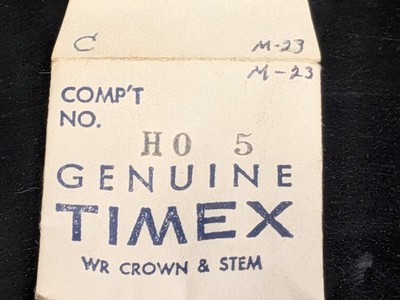 C M-23
M-23
COMP'T
NO.
HO 5
GENUINE
TIMEX
WR CROWN & STEM